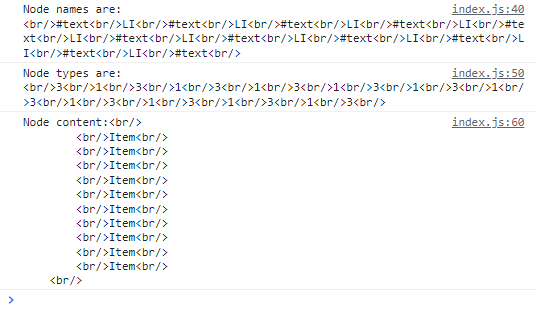 Node names are: index.js:40
<br/>#text<br/>LI<br/>#text<br/>LI<br/>#text<br/>LI<br/>#text<br/>LI<br/>#te
xt<br/>LI<br/>#text<br/>LI<br/>#text<br/>LI<br/>#text<br/>LI<br/>#text<br/>L
I<br/>#text<br/>LI<br/>#text<br/>
Node types are: index.js:50
<br/>3<br/>1<br/>3<br/>1<br/>3<br/>1<br/>3<br/>1<br/>3<br/>1<br/>3<br/>1<br/
>3<br/>1<br/>3<br/>1<br/>3<br/>1<br/>3<br/>1<br/>3<br/>
Node content:<br/> index.js:60
<br/>Item<br/>
<br/>Item<br/>
<br/>Item<br/>
<br/>Item<br/>
<br/>Item<br/>
<br/>Item<br/>
<br/>Item<br/>
<br/>Item<br/>
<br/>Item<br/>
<br/>Item<br/>
<br/>
>